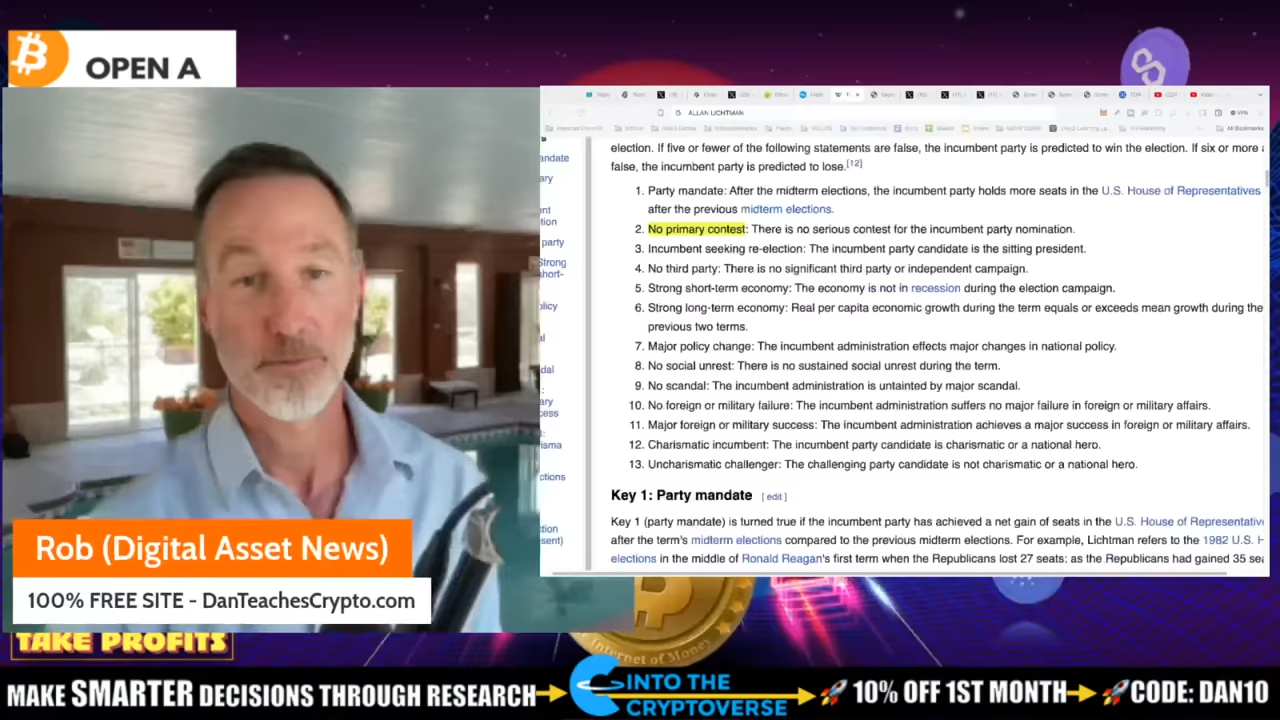 OPEN A
ALLAN LICHTMAN
All Bookmarks
election. If five or fewer of the following statements are false, the incumbent party is predicted to win the election. If six or more
false, the incumbent party is predicted to lose.[12]
1. Party mandate: After the midterm elections, the incumbent party holds more seats in the U.S. House of Representatives
after the previous midterm elections.
2. No primary contest: There is no serious contest for the incumbent party nomination.
3. Incumbent seeking re-election: The incumbent party candidate is the sitting president.
4. No third party: There is no significant third party or independent campaign.
5. Strong short-term economy: The economy is not in recession during the election campaign.
6. Strong long-term economy: Real per capita economic growth during the term equals or exceeds mean growth during the
previous two terms.
7. Major policy change: The incumbent administration effects major changes in national policy.
8. No social unrest: There is no sustained social unrest during the term.
9. No scandal: The incumbent administration is untainted by major scandal.
10. No foreign or military failure: The incumbent administration suffers no major failure in foreign or military affairs.
11. Major foreign or military success: The incumbent administration achieves a major success in foreign or military affairs.
12. Charismatic incumbent: The incumbent party candidate is charismatic or a national hero.
13. Uncharismatic challenger: The challenging party candidate is not charismatic or a national hero.
Key 1: Party mandate [ edit ]
Key 1 (party mandate) is turned true if the incumbent party has achieved a net gain of seats in the U.S. House of Representativ
after the term's midterm elections compared to the previous midterm elections. For example, Lichtman refers to the 1982 U.S. H
elections in the middle of Ronald Reagan's first term when the Republicans lost 27 seats: as the Republicans had gained 35 sea
Rob (Digital Asset News)
100% FREE SITE - DanTeachesCrypto.com
TAKE PROFITS
Internet of Money
MAKE SMARTER DECISIONS THROUGH RESEARCH
INTO THE
CRYPTOVERSE
10% OFF 1ST MONTH
CODE: DAN10